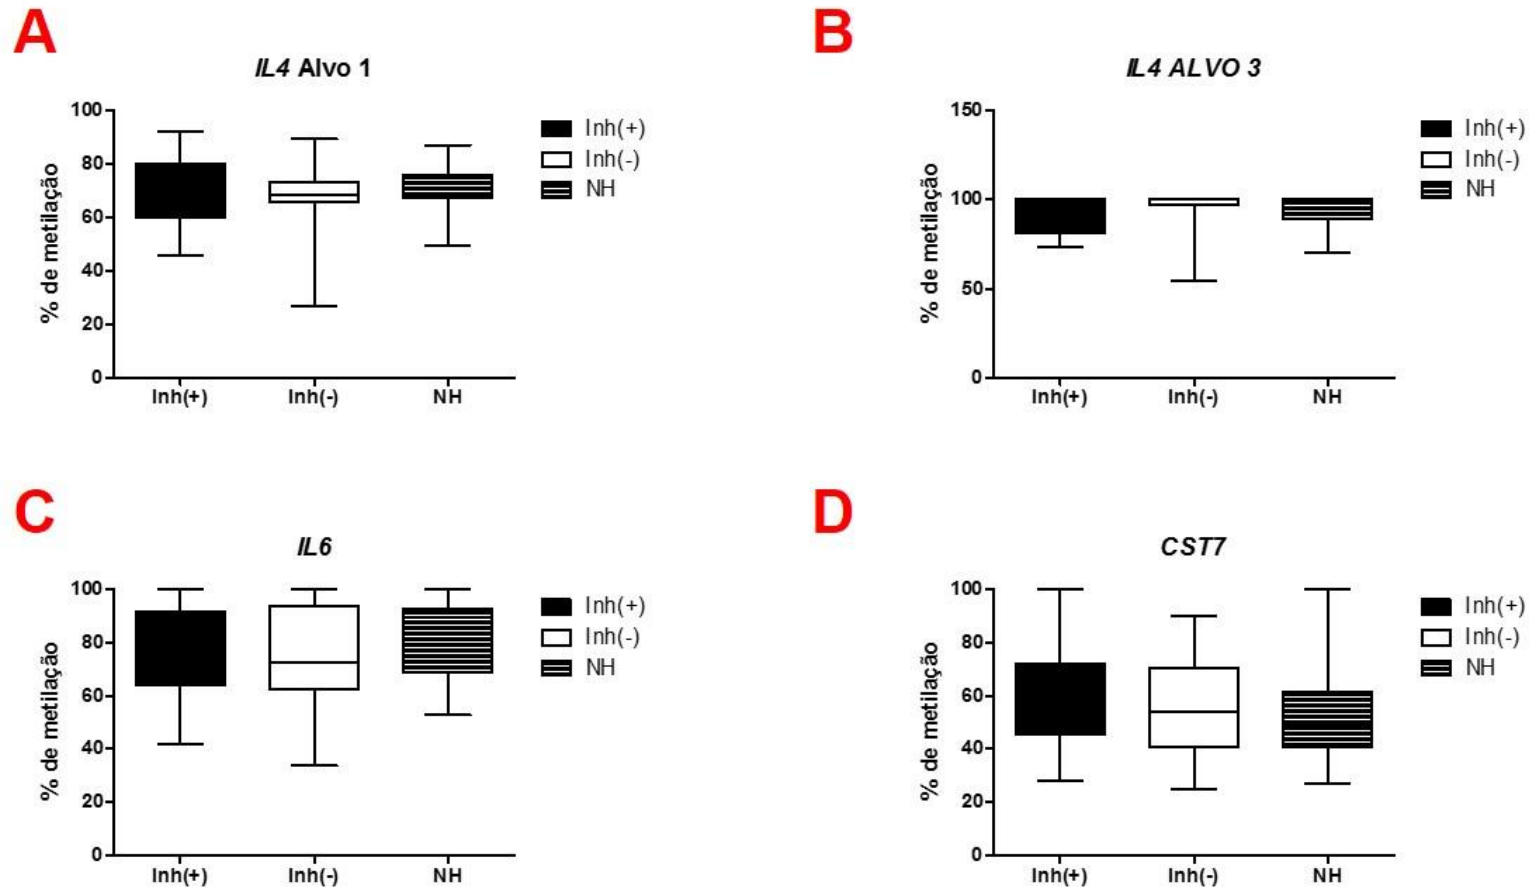 A
IL4 Alvo 1
% de metilação
100
80
60
40
20
0
Inh(+)
Inh(-)
NH
Inh(+) Inh(-) NH
B
IL4 ALVO 3
% de metilação
150
100
50
0
Inh(+)
Inh(-)
NH
Inh(+) Inh(-) NH
C
IL6
% de metilação
100
80
60
40
20
0
Inh(+)
Inh(-)
NH
Inh(+) Inh(-) NH
D
CST7
% de metilação
100
80
60
40
20
0
Inh(+)
Inh(-)
NH
Inh(+) Inh(-) NH